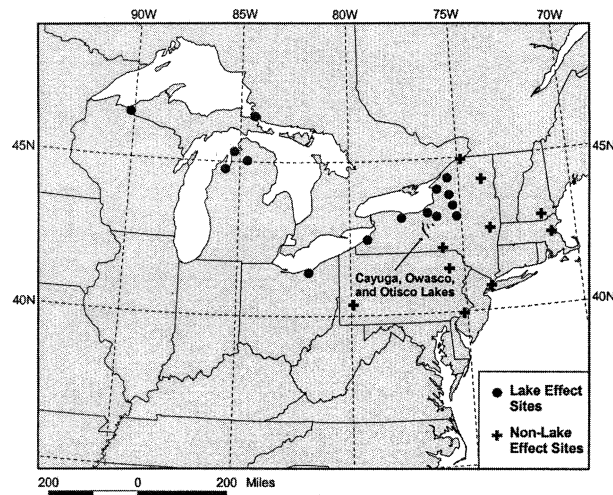 90W 85W 80W 75W 70W
45N 45N
40N 40N
Cayuga, Owasco,
and Otisco Lakes
Lake Effect
Sites
Non-Lake
Effect Sites
200 0 200 Miles